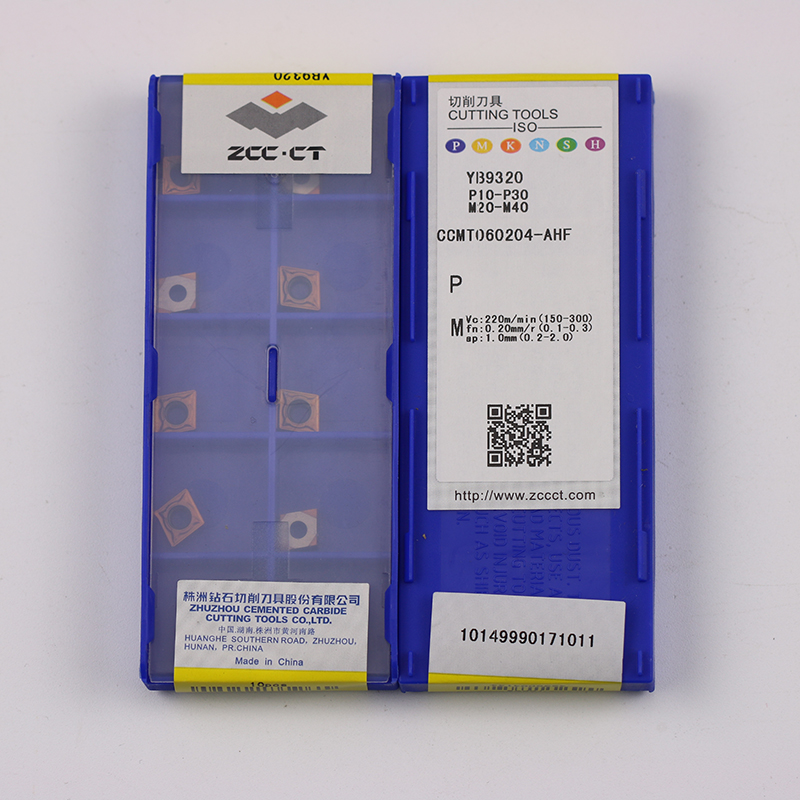 YB9320
ZCC·CT
株洲钻石切削刀具股份有限公司
ZHUZHOU CEMENTED CARBIDE
CUTTING TOOLS CO.,LTD.
中国.湖南.株洲市黄河南路
HUANGHE SOUTHERN ROAD, ZHUZHOU,
HUNAN, PR.CHINA
Made in China
切削刀具
CUTTING TOOLS
ISO
P M K N S H
YB9320
P10-P30
M20-M40
CCMT060204-AHF
P
M Vc:220m/min(150-300)
fn:0.20mm/r(0.1-0.3)
ap:1.0mm(0.2-2.0)
http://www.zccct.com
10149990171011